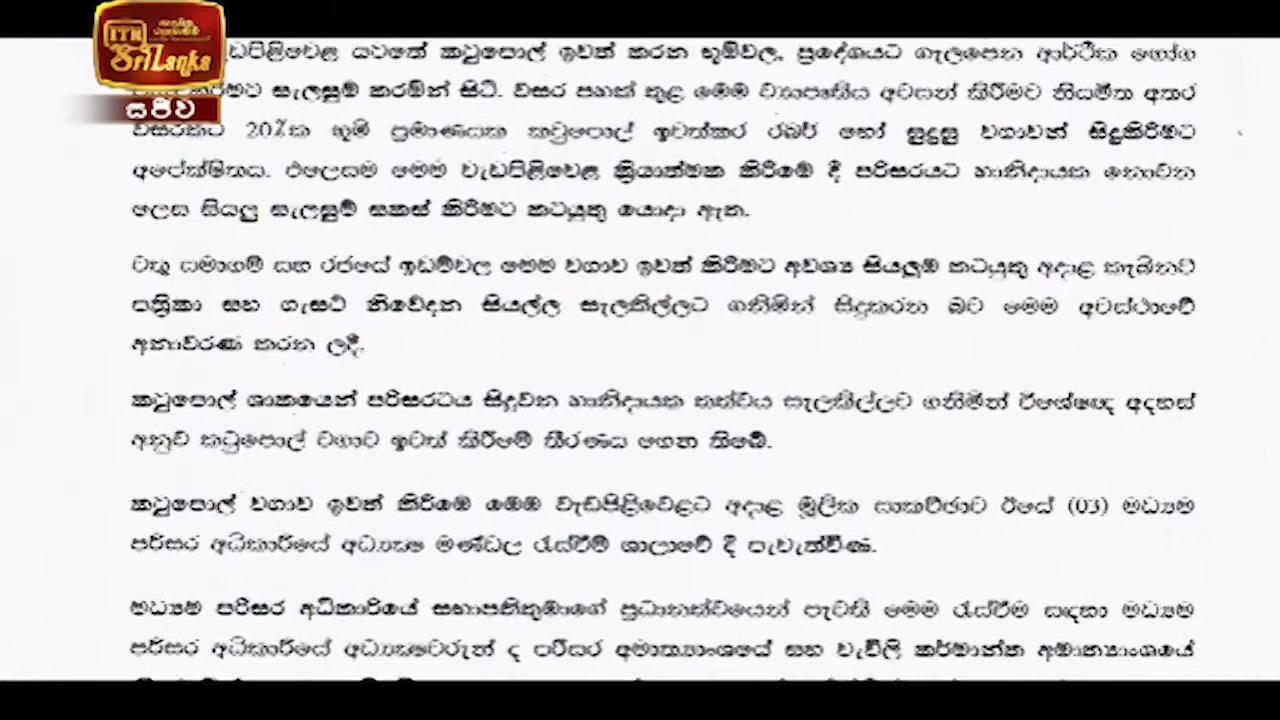 ITN
Sri Lanka
සජීව
යටතේ කටුපොල් ඉවත් කරන භූමිවල, ප්‍රදේශයට ගැලපෙන ආර්ථික භෝග
සැලසුම් කරමින් සිටී. වසර පහක් තුළ මෙම ව්‍යාපෘතිය අවසන් කිරීමට නියමිත අතර
වසරකට 20%ක භූමි ප්‍රමාණයක කටුපොල් ඉවත්කර රබර් හෝ සුදුසු වගාවන් සිදුකිරීමට
අපේක්ෂිතය. එලෙසම මෙම වැඩපිළිවෙළ ක්‍රියාත්මක කිරීමේ දී පරිසරයට හානිදායක නොවන
ලෙස සියලු සැලසුම් සකස් කිරීමට කටයුතු යොදා ඇත.
වතු සමාගම් සහ රජයේ ඉඩම්වල මෙම වගාව ඉවත් කිරීමට අවශ්‍ය සියලුම කටයුතු අදාළ කැබිනට්
පත්‍රිකා සහ ගැසට් නිවේදන සියල්ල සැලකිල්ලට ගනිමින් සිදුකරන බව මෙම අවස්ථාවේ
අනාවරණ කරන ලදී.
කටුපොල් ශාකයෙන් පරිසරටය සිදුවන හානිදායක තත්වය සැලකිල්ලට ගනිමින් විශේෂඥ අදහස්
අනුව කටුපොල් වගාව ඉවත් කිරීමේ තීරණය ගෙන තිබේ.
කටුපොල් වගාව ඉවත් කිරීමේ මෙම වැඩපිළිවෙළට අදාළ මූලික සාකච්ඡාව ඊයේ (03) මධ්‍යම
පරිසර අධිකාරියේ අධ්‍යක්ෂ මණ්ඩල රැස්වීම් ශාලාවේ දී පැවැත්විණ.
මධ්‍යම පරිසර අධිකාරියේ සභාපතිතුමාගේ ප්‍රධානත්වයෙන් පැවති මෙම රැස්වීම සඳහා මධ්‍යම
පරිසර අධිකාරියේ අධ්‍යක්ෂවරුන් ද පරිසර අමාත්‍යාංශයේ සහ වැවිලි කර්මාන්ත අමාත්‍යාංශයේ